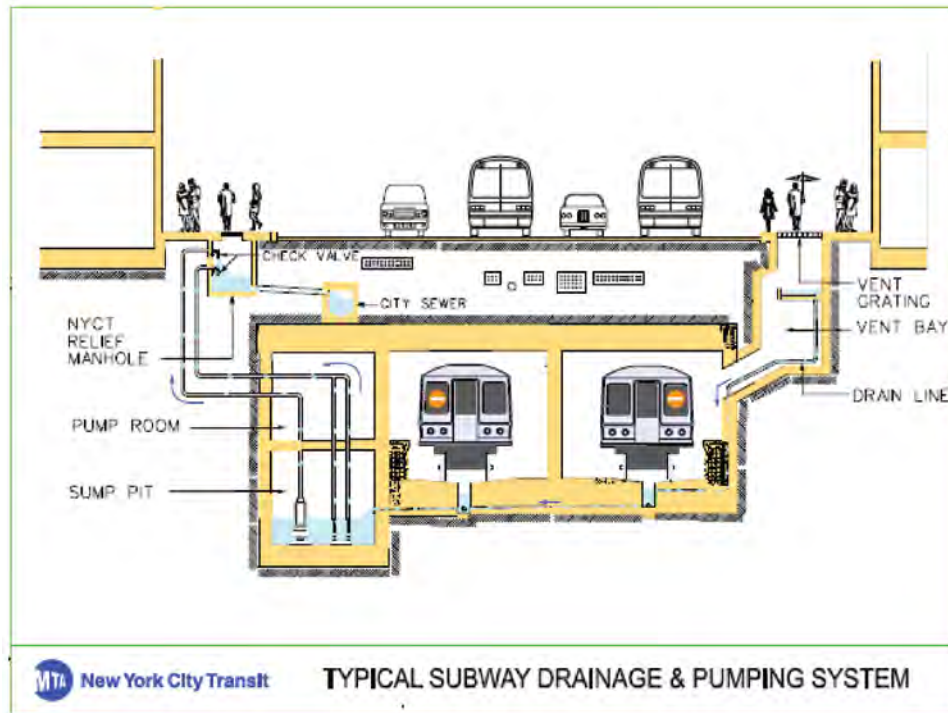 CHECK VALVE
CITY SEWER
NYCT
RELIEF
MANHOLE
VENT
GRATING
VENT BAY
DRAIN LINE
PUMP ROOM
SUMP PIT
MTA New York City Transit
TYPICAL SUBWAY DRAINAGE & PUMPING SYSTEM